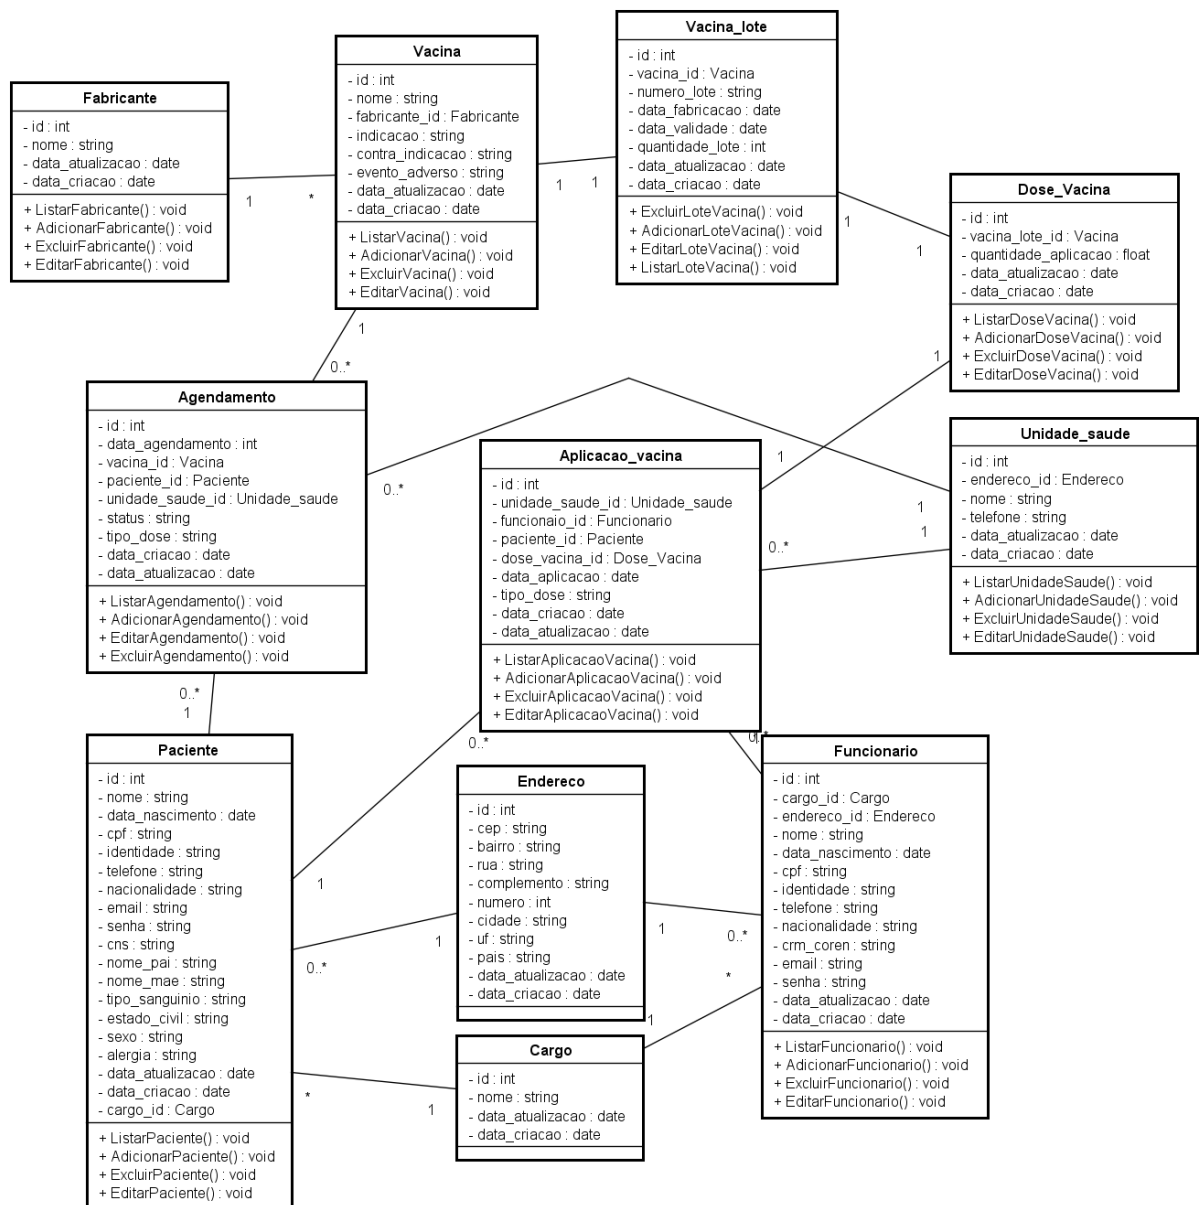 Fabricante
- id : int
- nome : string
- data_atualizacao : date
- data_criacao : date
+ ListarFabricante() : void
+ AdicionarFabricante() : void
+ ExcluirFabricante() : void
+ EditarFabricante() : void
1
*
Vacina
- id : int
- nome : string
- fabricante_id : Fabricante
- indicacao : string
- contra_indicacao : string
- evento_adverso : string
- data_atualizacao : date
- data_criacao : date
+ ListarVacina() : void
+ AdicionarVacina() : void
+ ExcluirVacina() : void
+ EditarVacina() : void
1
1
Vacina_lote
- id : int
- vacina_id : Vacina
- numero_lote : string
- data_fabricacao : date
- data_validade : date
- quantidade_lote : int
- data_atualizacao : date
- data_criacao : date
+ ExcluirLoteVacina() : void
+ AdicionarLoteVacina() : void
+ EditarLoteVacina() : void
+ ListarLoteVacina() : void
1
1
Dose_Vacina
- id : int
- vacina_lote_id : Vacina
- quantidade_aplicacao : float
- data_atualizacao : date
- data_criacao : date
+ ListarDoseVacina() : void
+ AdicionarDoseVacina() : void
+ ExcluirDoseVacina() : void
+ EditarDoseVacina() : void
1
0..*
1
Agendamento
- id : int
- data_agendamento : int
- vacina_id : Vacina
- paciente_id : Paciente
- unidade_saude_id : Unidade_saude
- status : string
- tipo_dose : string
- data_criacao : date
- data_atualizacao : date
+ ListarAgendamento() : void
+ AdicionarAgendamento() : void
+ EditarAgendamento() : void
+ ExcluirAgendamento() : void
0..*
Aplicacao_vacina
- id : int
- unidade_saude_id : Unidade_saude
- funcionaio_id : Funcionario
- paciente_id : Paciente
- dose_vacina_id : Dose_Vacina
- data_aplicacao : date
- tipo_dose : string
- data_criacao : date
- data_atualizacao : date
+ ListarAplicacaoVacina() : void
+ AdicionarAplicacaoVacina() : void
+ ExcluirAplicacaoVacina() : void
+ EditarAplicacaoVacina() : void
1
0..*
1
1
Unidade_saude
- id : int
- endereco_id : Endereco
- nome : string
- telefone : string
- data_atualizacao : date
- data_criacao : date
+ ListarUnidadeSaude() : void
+ AdicionarUnidadeSaude() : void
+ ExcluirUnidadeSaude() : void
+ EditarUnidadeSaude() : void
0..*
1
0..*
Paciente
- id : int
- nome : string
- data_nascimento : date
- cpf : string
- identidade : string
- telefone : string
- nacionalidade : string
- email : string
- senha : string
- cns : string
- nome_pai : string
- nome_mae : string
- tipo_sanguinio : string
- estado_civil : string
- sexo : string
- alergia : string
- data_atualizacao : date
- data_criacao : date
- cargo_id : Cargo
+ ListarPaciente() : void
+ AdicionarPaciente() : void
+ ExcluirPaciente() : void
+ EditarPaciente() : void
1
0..*
1
*
1
Endereco
- id : int
- cep : string
- bairro : string
- rua : string
- complemento : string
- numero : int
- cidade : string
- uf : string
- pais : string
- data_atualizacao : date
- data_criacao : date
1
0..*
*
1
Cargo
- id : int
- nome : string
- data_atualizacao : date
- data_criacao : date
Funcionario
- id : int
- cargo_id : Cargo
- endereco_id : Endereco
- nome : string
- data_nascimento : date
- cpf : string
- identidade : string
- telefone : string
- nacionalidade : string
- crm_coren : string
- email : string
- senha : string
- data_atualizacao : date
- data_criacao : date
+ ListarFuncionario() : void
+ AdicionarFuncionario() : void
+ ExcluirFuncionario() : void
+ EditarFuncionario() : void